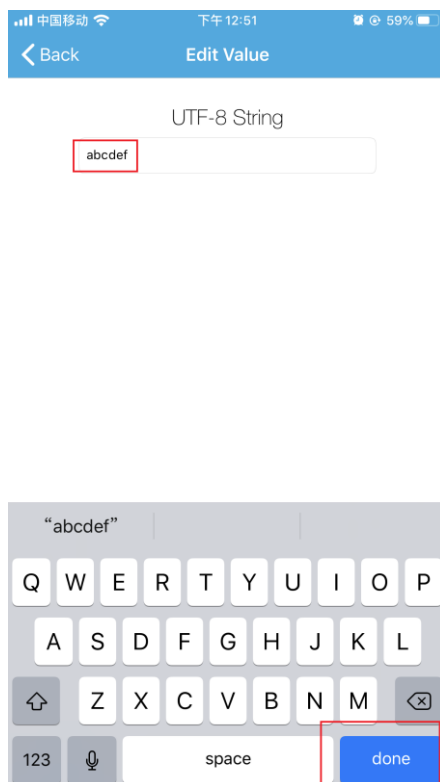 中国移动 下午12:51 59%
Back Edit Value
UTF-8 String
abcdef
“abcdef”
Q W E R T Y U I O P
A S D F G H J K L
Z X C V B N M
123 space done